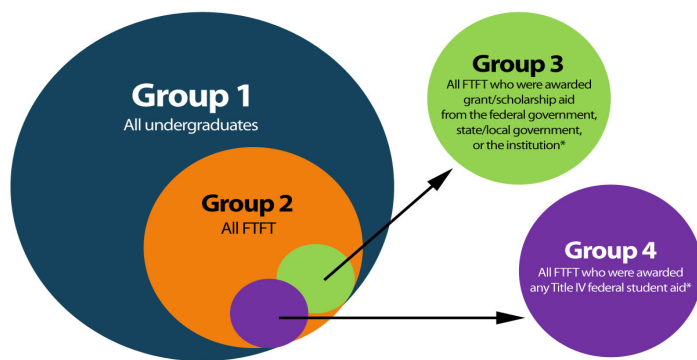 Group 1
All undergraduates
Group 2
All FTFT
Group 3
All FTFT who were awarded
grant/scholarship aid
from the federal government,
state/local government,
or the institution*
Group 4
All FTFT who were awarded
any Title IV federal student aid*